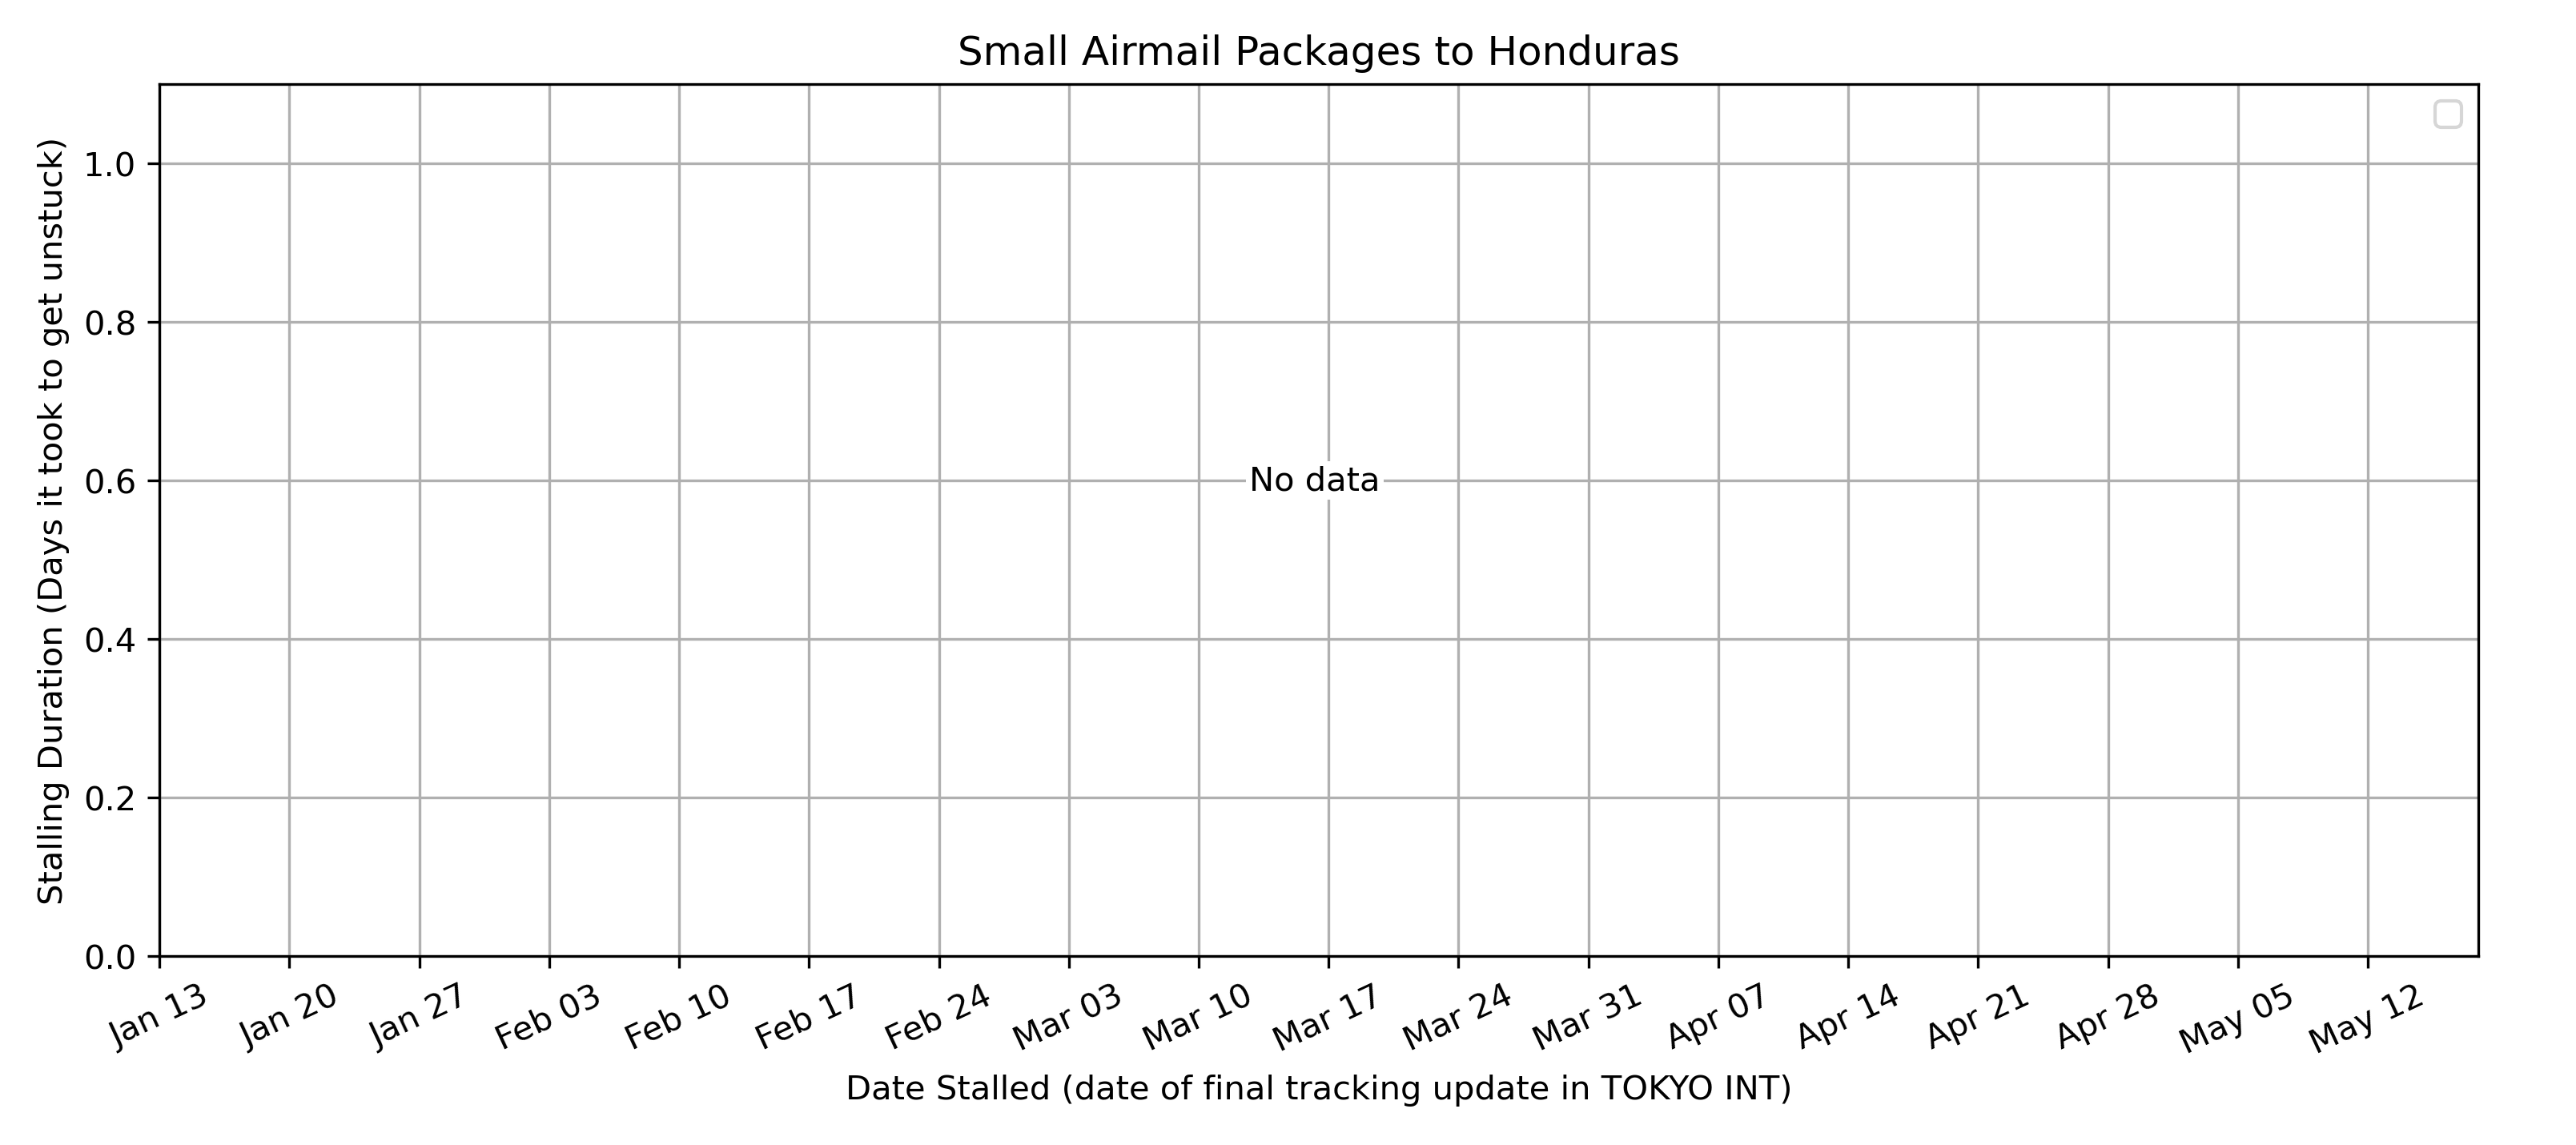 Small Airmail Packages to Honduras
Stalling Duration (Days it took to get unstuck)
1.0
0.8
0.6
0.4
0.2
0.0
No data
Jan 13
Jan 20
Jan 27
Feb 03
Feb 10
Feb 17
Feb 24
Mar 03
Mar 10
Mar 17
Mar 24
Mar 31
Apr 07
Apr 14
Apr 21
Apr 28
May 05
May 12
Date Stalled (date of final tracking update in TOKYO INT)